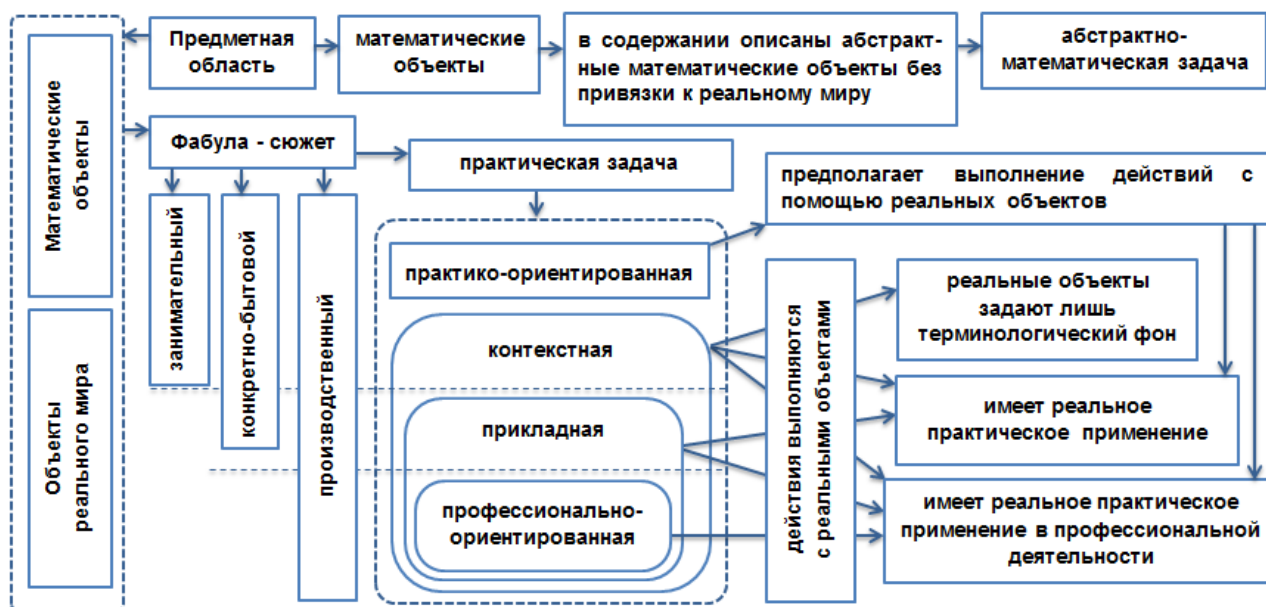 Предметная
область
математические
объекты
в содержании описаны абстракт-
ные математические объекты без
привязки к реальному миру
абстрактно-
математическая задача
Математические
объекты
Объекты
реального мира
Фабула - сюжет
занимательный
конкретно-бытовой
производственный
практическая задача
практико-ориентированная
контекстная
прикладная
профессионально-
ориентированная
предполагает выполнение действий с
помощью реальных объектов
действия выполняются
с реальными объектами
реальные объекты
задают лишь
терминологический фон
имеет реальное
практическое применение
имеет реальное практическое
применение в профессиональной
деятельности